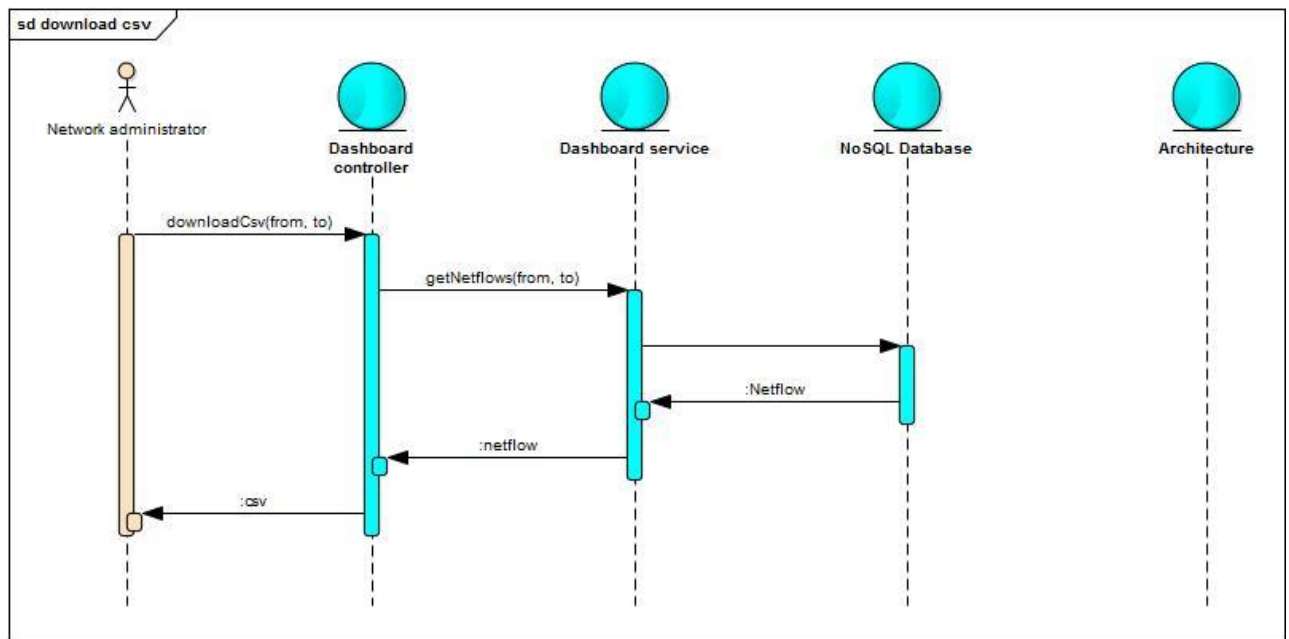 sd download csv
Network administrator
Dashboard
controller
Dashboard service
NoSQL Database
Architecture
downloadCsv(from, to)
getNetflows(from, to)
:Netflow
:netflow
:csv